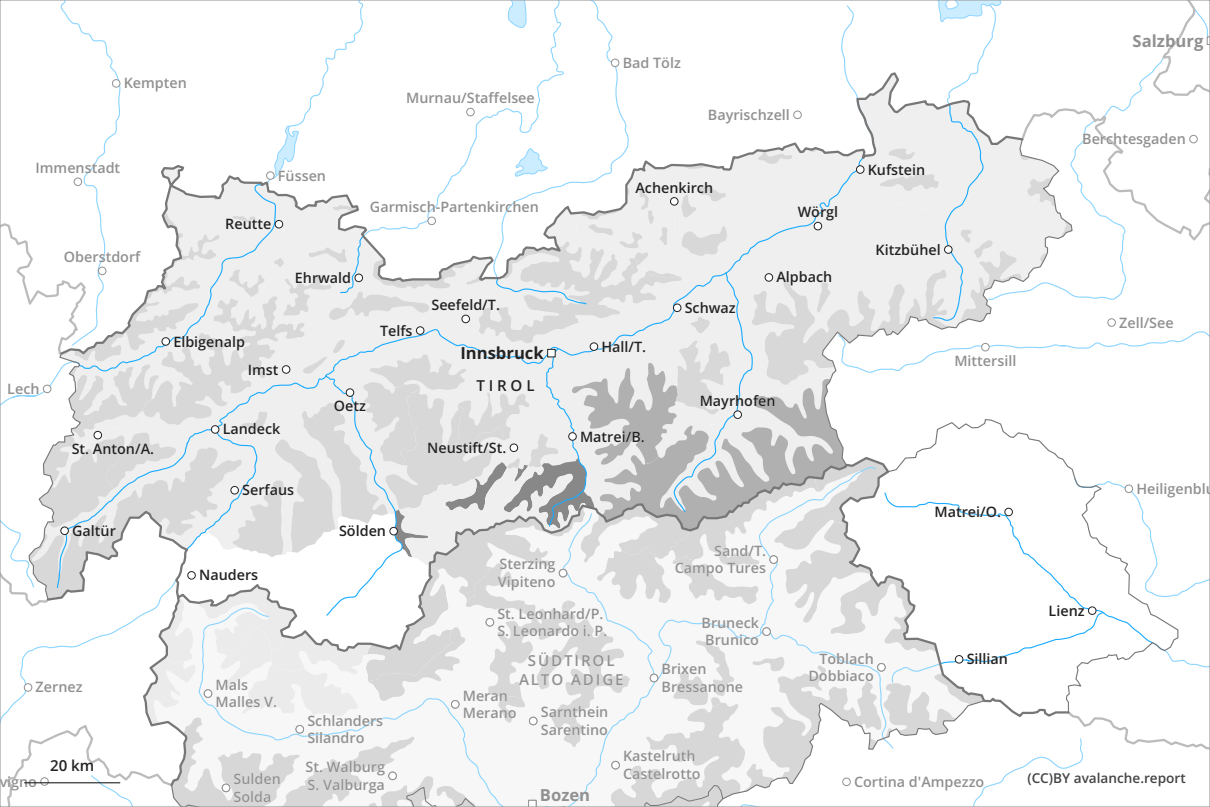 Salzburg
Bad Tölz
Kempten
Murnau/Staffelsee
Bayrischzell
Berchtesgaden
Immenstadt
Füssen
Kufstein
Achenkirch
Garmisch-Partenkirchen
Wörgl
Reutte
Kitzbühel
Oberstdorf
Ehrwald
Alpbach
Seefeld/T.
Schwaz
Zell/See
Telfs
Elbigenalp
Innsbruck
Hall/T.
Mittersill
Imst
TIROL
Lech
Oetz
Mayrhofen
Landeck
Matrei/B.
St. Anton/A.
Neustift/St.
Serfaus
Heiligenblu
Matrei/O.
Galtür
Sölden
Sand/T.
Campo Tures
Sterzing
Vipiteno
Nauders
St. Leonhard/P.
S. Leonardo i. P.
Lienz
Bruneck
Brunico
SÜDTIROL
ALTO ADIGE
Toblach
Dobbiaco
Sillian
Brixen
Bressanone
Zernez
Mals
Malles V.
Meran
Merano
Sarnthein
Sarentino
Schlanders
Silandro
Kastelruth
Castelrotto
St. Walburg
S. Valburga
20 km
Sulden
Solda
vigno
Cortina d'Ampezzo
(CC)BY avalanche.report
Bozen